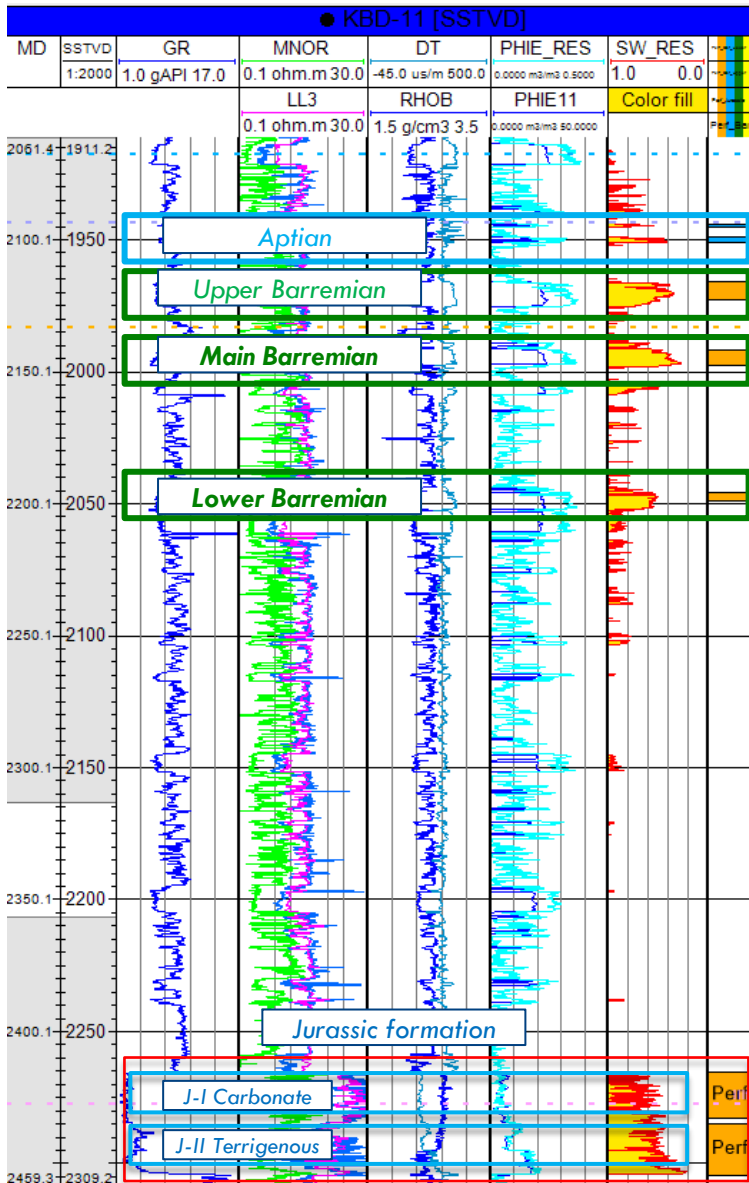 ● KBD-11 [SSTVD]
MD SSTVD GR MNOR DT PHIE_RES SW_RES
1:2000 1.0 gAPI 17.0 0.1 ohm.m 30.0 -45.0 us/m 500.0 0.0000 m3/m3 0.5000 1.0 0.0
LL3 RHOB PHIE11 Color fill
0.1 ohm.m 30.0 1.5 g/cm3 3.5 0.0000 m3/m3 50.0000
2061.4 1911.2
2100.1 1950 Aptian
Upper Barremian
Main Barremian
2150.1 2000
2200.1 2050 Lower Barremian
2250.1 2100
2300.1 2150
2350.1 2200
2400.1 2250 Jurassic formation
J-I Carbonate Perf
J-II Terrigenous Perf
2459.3 2309.2